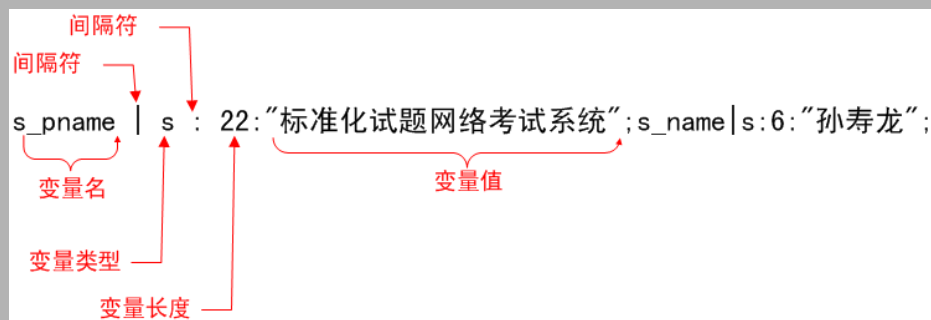 间隔符
间隔符
s_pname | s : 22:"标准化试题网络考试系统";s_name|s:6:"孙寿龙";
变量名
变量值
变量类型
变量长度